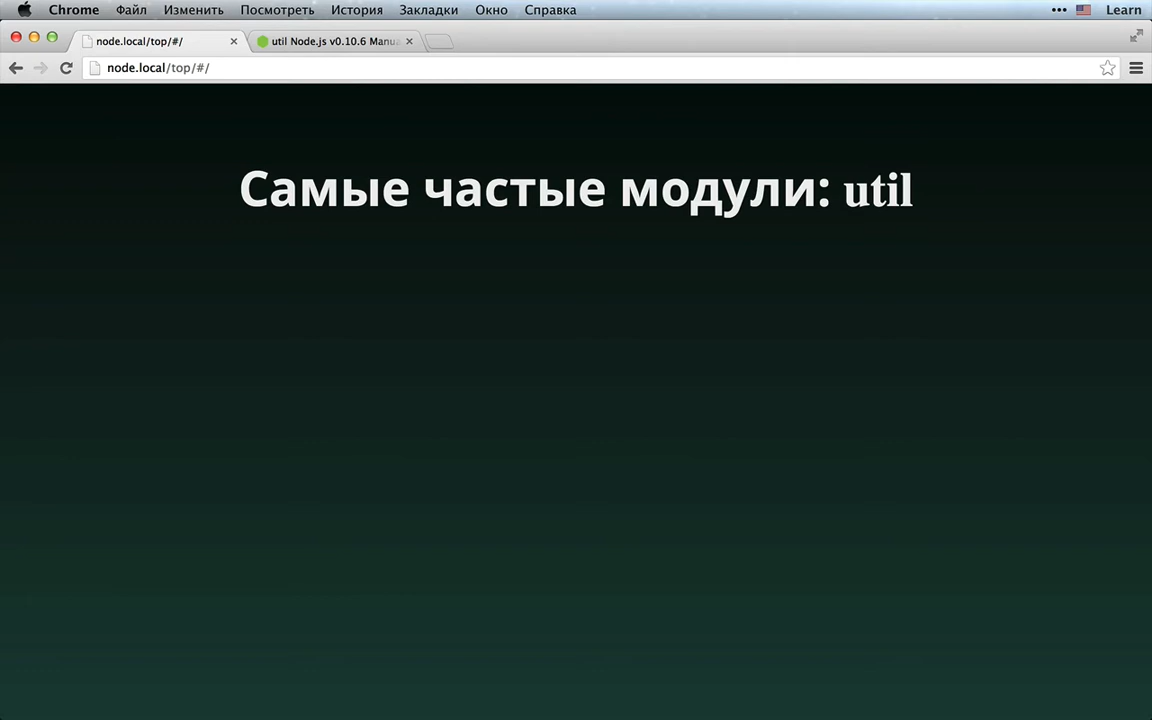 Chrome Файл Изменить Посмотреть История Закладки Окно Справка Learn
node.local/top/#/ util Node.js v0.10.6 Manua
node.local/top/#/
Самые частые модули: util